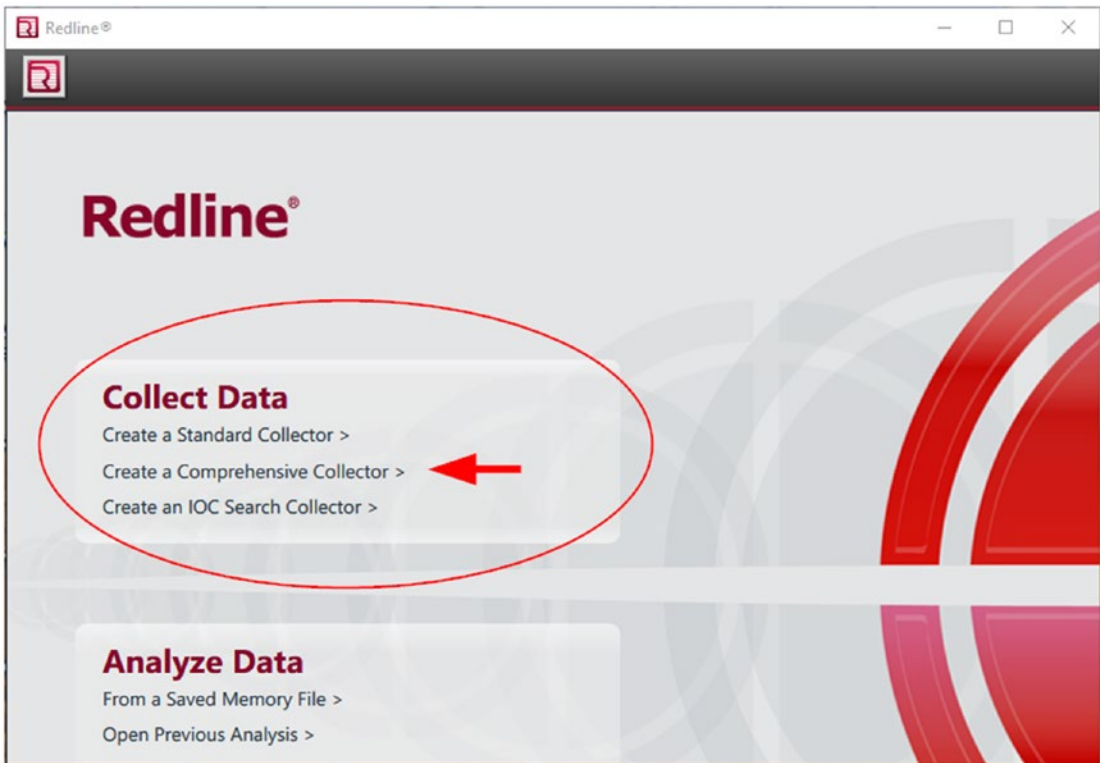 Redline®
Redline®
Collect Data
Create a Standard Collector >
Create a Comprehensive Collector >
Create an IOC Search Collector >
Analyze Data
From a Saved Memory File >
Open Previous Analysis >